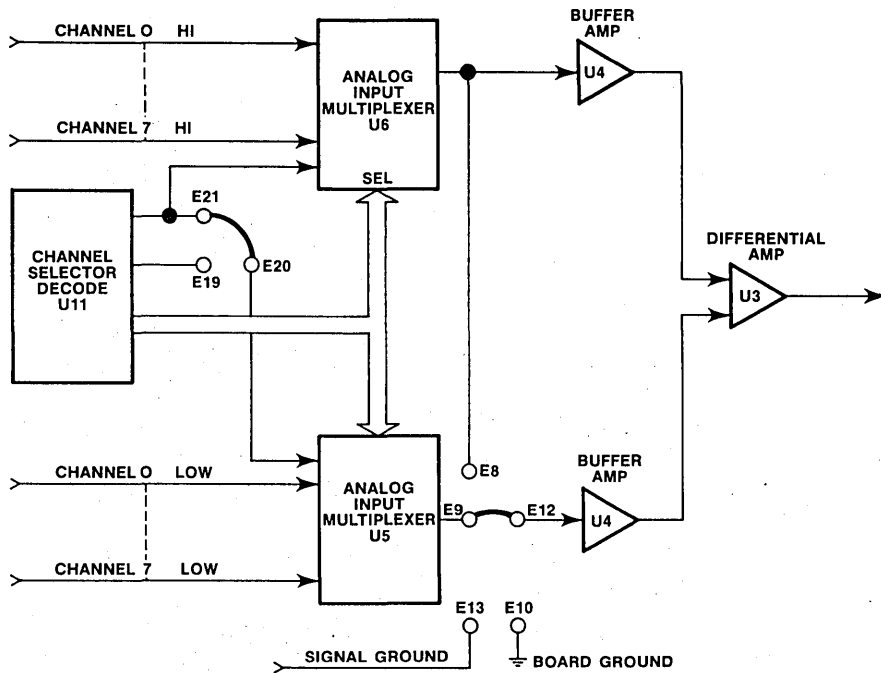 CHANNEL 0 HI
CHANNEL 7 HI
ANALOG
INPUT
MULTIPLEXER
U6
SEL
BUFFER
AMP
U4
E21
E19
E20
CHANNEL
SELECTOR
DECODE
U11
DIFFERENTIAL
AMP
U3
CHANNEL 0 LOW
CHANNEL 7 LOW
ANALOG
INPUT
MULTIPLEXER
U5
E8
E9
E12
BUFFER
AMP
U4
E13
E10
SIGNAL GROUND
BOARD GROUND